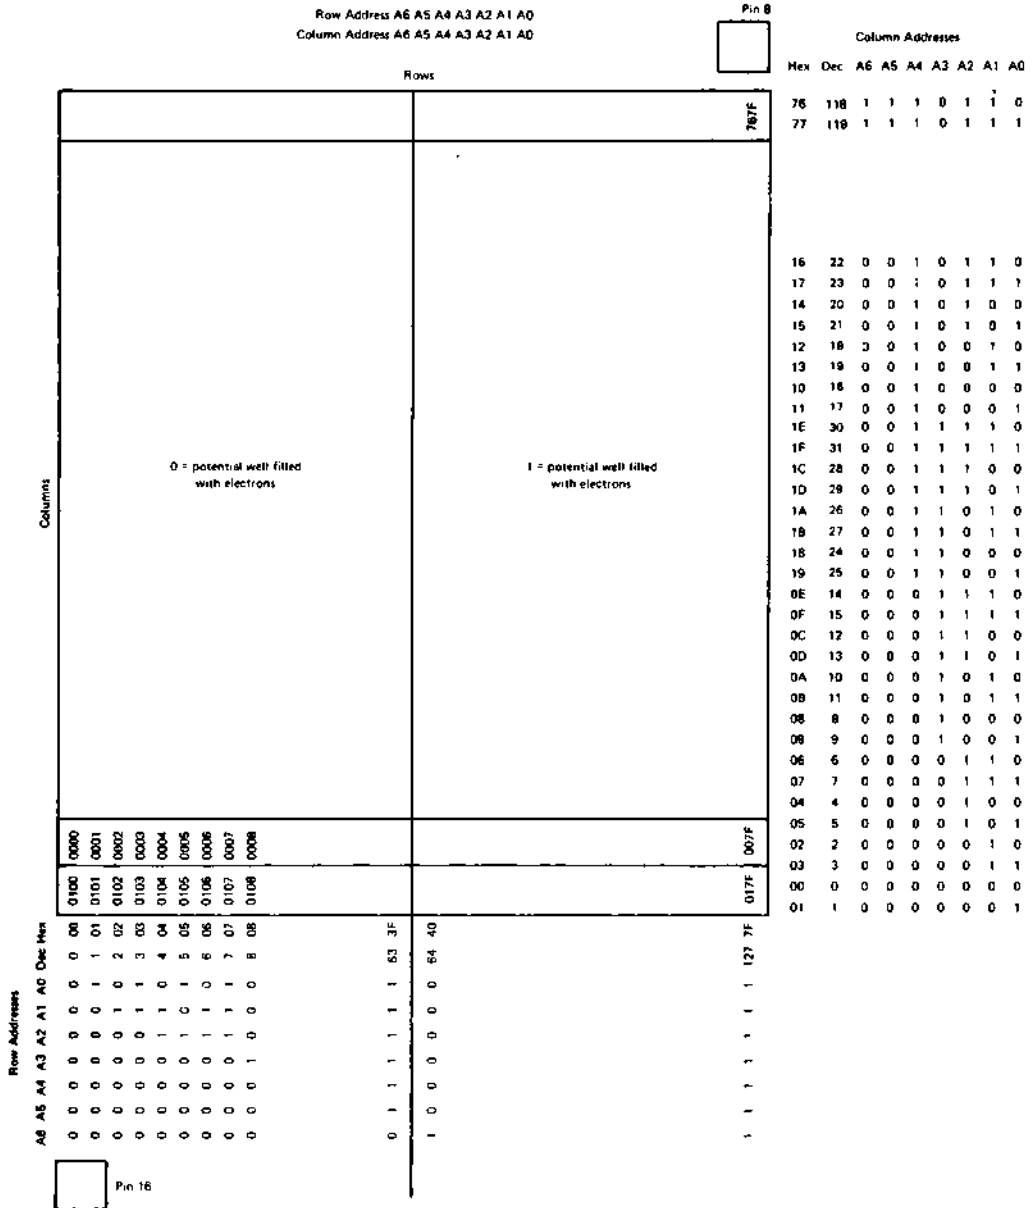 Row Address A6 A5 A4 A3 A2 A1 A0
Column Address A6 A5 A4 A3 A2 A1 A0
Pin 8
Rows
Column Addresses
Hex Dec A6 A5 A4 A3 A2 A1 A0
76 118 1 1 1 0 1 1 0
77 119 1 1 1 0 1 1 1
16 22 0 0 1 0 1 1 0
17 23 0 0 1 0 1 1 1
14 20 0 0 1 0 1 0 0
15 21 0 0 1 0 1 0 1
12 18 0 0 1 0 0 1 0
13 19 0 0 1 0 0 1 1
10 16 0 0 1 0 0 0 0
11 17 0 0 1 0 0 0 1
1E 30 0 0 1 1 1 1 0
1F 31 0 0 1 1 1 1 1
1C 28 0 0 1 1 1 0 0
1D 29 0 0 1 1 1 0 1
1A 26 0 0 1 1 0 1 0
1B 27 0 0 1 1 0 1 1
18 24 0 0 1 1 0 0 0
19 25 0 0 1 1 0 0 1
0E 14 0 0 0 1 1 1 0
0F 15 0 0 0 1 1 1 1
0C 12 0 0 0 1 1 0 0
0D 13 0 0 0 1 1 0 1
0A 10 0 0 0 1 0 1 0
0B 11 0 0 0 1 0 1 1
08 8 0 0 0 1 0 0 0
09 9 0 0 0 1 0 0 1
06 6 0 0 0 0 1 1 0
07 7 0 0 0 0 1 1 1
04 4 0 0 0 0 1 0 0
05 5 0 0 0 0 1 0 1
02 2 0 0 0 0 0 1 0
03 3 0 0 0 0 0 1 1
00 0 0 0 0 0 0 0 0
01 1 0 0 0 0 0 0 1
767F
Columns
0 = potential well filled
with electrons
1 = potential well filled
with electrons
0000 0001 0002 0003 0004 0005 0006 0007 0008 007F
0100 0101 0102 0103 0104 0105 0106 0107 0108 017F
Row Addresses
A6 A5 A4 A3 A2 A1 A0 Dec Hex
0 0 0 0 0 0 0 0 00
0 0 0 0 0 0 1 1 01
0 0 0 0 0 1 0 2 02
0 0 0 0 0 1 1 3 03
0 0 0 0 1 1 0 4 04
0 0 0 0 1 0 1 5 05
0 0 0 0 1 1 0 6 06
0 0 0 0 1 1 1 7 07
0 0 0 1 0 0 0 8 08
0 1 1 1 1 1 1 63 3F
1 0 0 0 0 0 0 64 40
1 1 1 1 1 1 1 127 7F
Pin 16